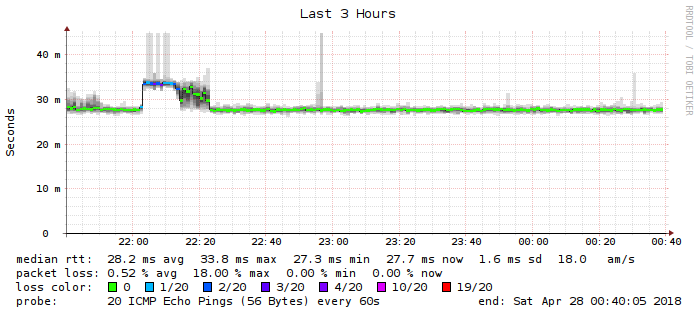 Last 3 Hours
RRDTOOL / TOBI OETIKER
Seconds
40 m
30 m
20 m
10 m
0
22:00 22:20 22:40 23:00 23:20 23:40 00:00 00:20 00:40
median rtt: 28.2 ms avg 33.8 ms max 27.3 ms min 27.7 ms now 1.6 ms sd 18.0 am/s
packet loss: 0.52 % avg 18.00 % max 0.00 % min 0.00 % now
loss color: 0 1/20 2/20 3/20 4/20 10/20 19/20
probe: 20 ICMP Echo Pings (56 Bytes) every 60s end: Sat Apr 28 00:40:05 2018